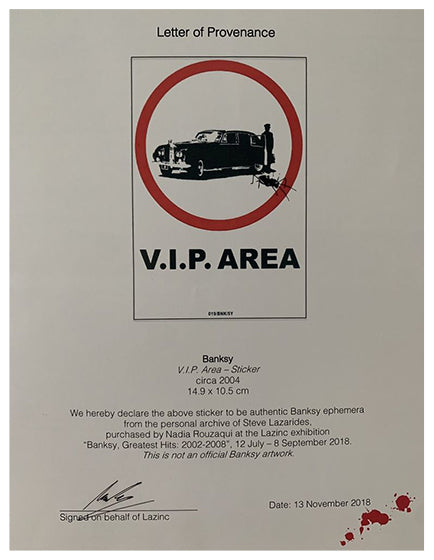 Letter of Provenance
V.I.P. AREA
Banksy
V.I.P. Area – Sticker
circa 2004
14.9 x 10.5 cm
We hereby declare the above sticker to be authentic Banksy ephemera
from the personal archive of Steve Lazarides,
purchased by Nadia Rouzaqui at the Lazinc exhibition
“Banksy, Greatest Hits: 2002-2008”, 12 July – 8 September 2018.
This is not an official Banksy artwork.
Signed on behalf of Lazinc
Date: 13 November 2018